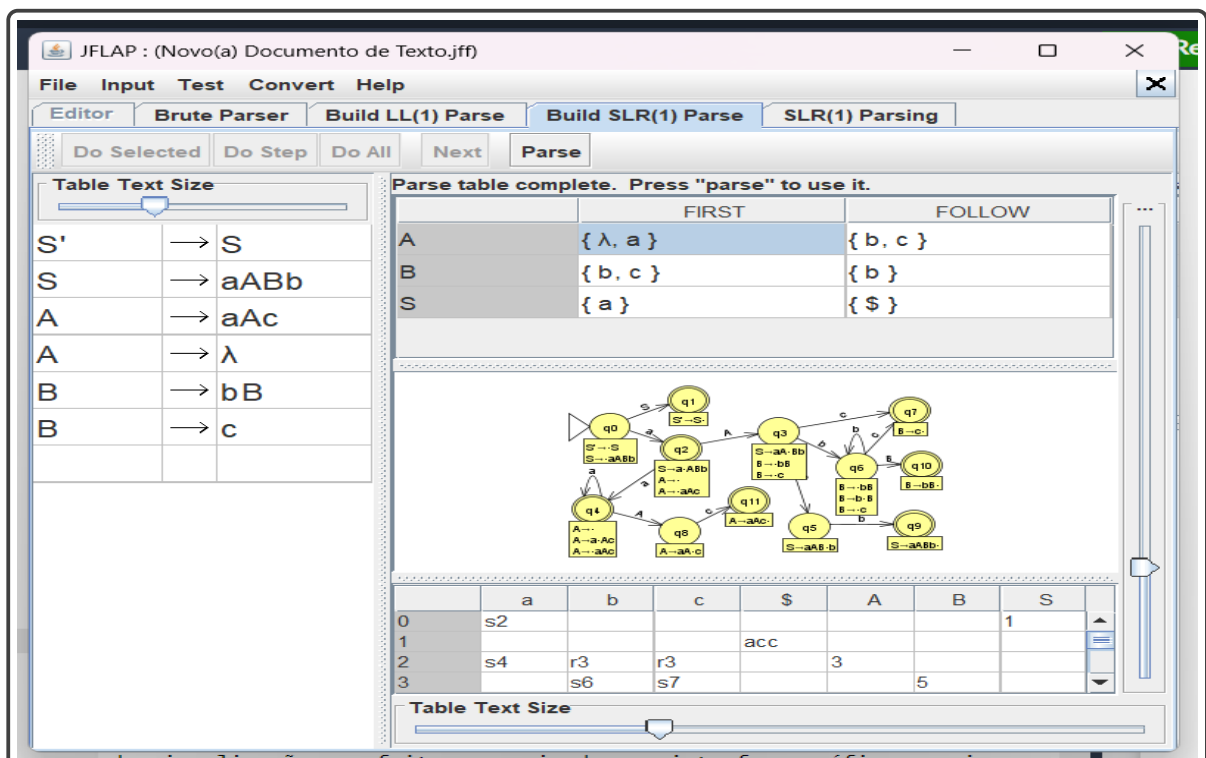 JFLAP : (Novo(a) Documento de Texto.jff)
Re
File Input Test Convert Help
Editor Brute Parser Build LL(1) Parse Build SLR(1) Parse SLR(1) Parsing
Do Selected Do Step Do All Next Parse
Table Text Size
S' → S
S → aABb
A → aAc
A → λ
B → bB
B → c
Parse table complete. Press "parse" to use it.
FIRST FOLLOW
A { λ, a } { b, c }
B { b, c } { b }
S { a } { $ }
...
q0
S'→·S
S→·aABb
S
q1
S'→S·
a
q2
S→a·ABb
A→·
A→·aAc
A
q3
S→aA·Bb
B→·bB
B→·c
c
q7
B→c·
b
b
c
q6
B→·bB
B→b·B
B→·c
B
q10
B→bB·
a
a
q4
A→·
A→a·Ac
A→·aAc
A
q8
A→aA·c
c
q11
A→aAc·
q5
S→aAB·b
b
q9
S→aABb·
a b c $ A B S
0 s2 1
1 acc
2 s4 r3 r3 3
3 s6 s7 5
Table Text Size